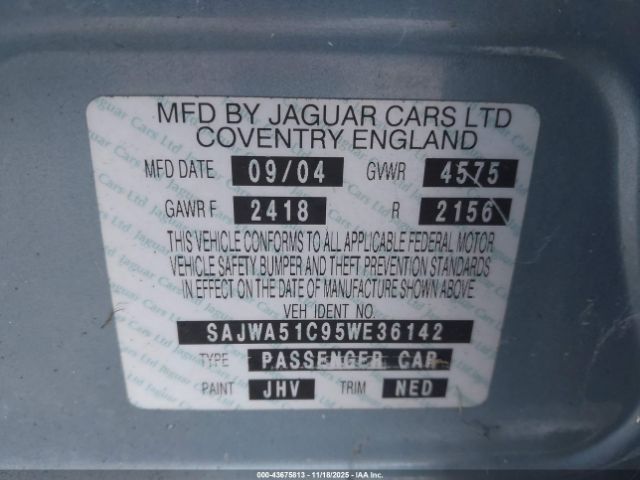 MFD BY JAGUAR CARS LTD
COVENTRY ENGLAND
MFD DATE 09/04 GVWR 4575
GAWR F 2418 R 2156
THIS VEHICLE CONFORMS TO ALL APPLICABLE FEDERAL MOTOR
VEHICLE SAFETY, BUMPER AND THEFT PREVENTION STANDARDS
IN EFFECT ON THE DATE OF MANUFACTURE SHOWN ABOVE.
VEH IDENT NO.
SAJWA51C95WE36142
TYPE PASSENGER CAR
PAINT JHV TRIM NED
000-43675813 - 11/18/2025 - IAA Inc.